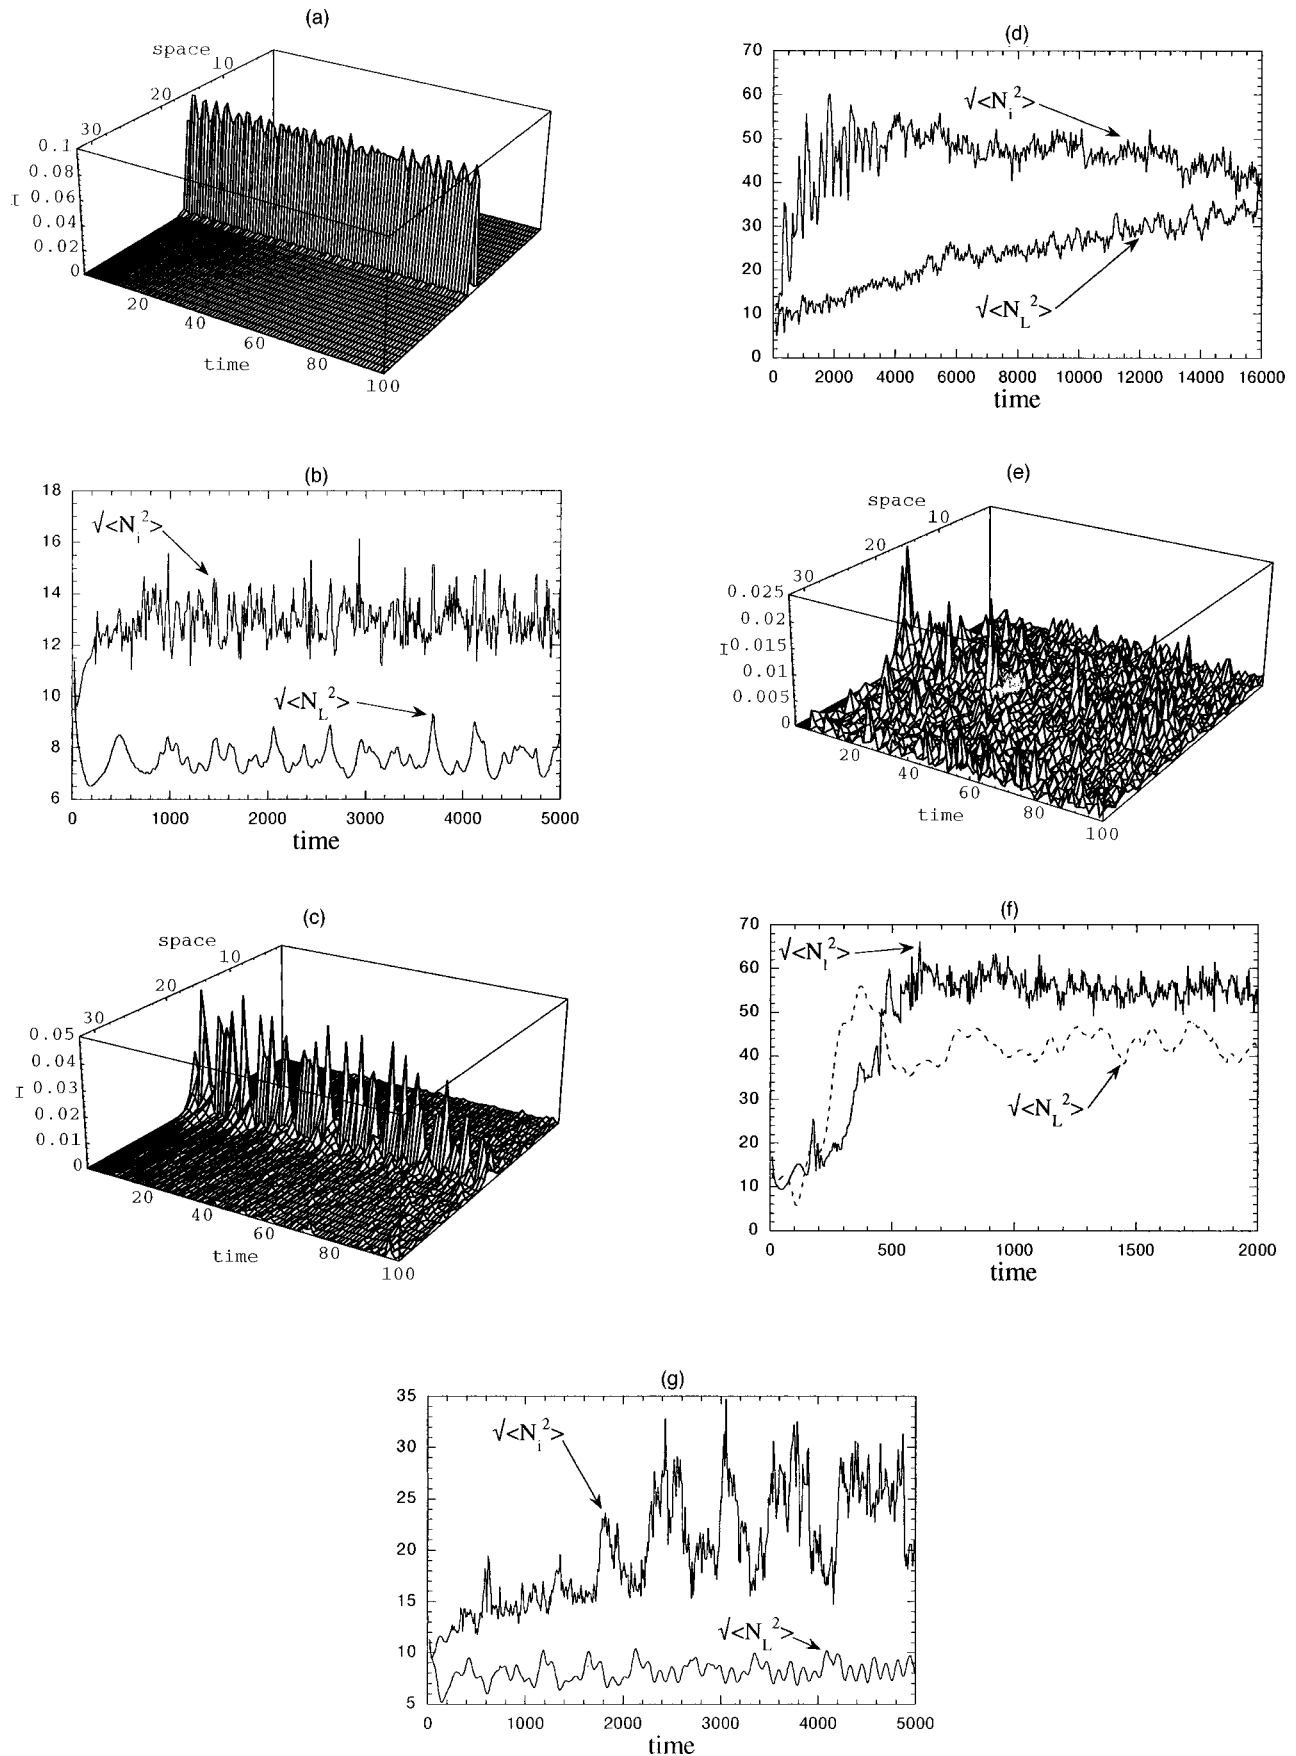 (a)
space
10
20
30
0.1
0.08
0.06
I
0.04
0.02
0
20
40
60
80
100
time
(b)
18
16
14
12
10
8
6
√<N_i^2>
√<N_L^2>
0 1000 2000 3000 4000 5000
time
(c)
space
10
20
30
0.05
0.04
0.03
I
0.02
0.01
0
20
40
60
80
100
time
(d)
70
60
50
40
30
20
10
0
√<N_i^2>
√<N_L^2>
0 2000 4000 6000 8000 10000 12000 14000 16000
time
(e)
space
10
20
30
0.025
0.02
0.015
I
0.01
0.005
0
20
40
60
80
100
time
(f)
70
60
50
40
30
20
10
0
√<N_i^2>
√<N_L^2>
0 500 1000 1500 2000
time
(g)
35
30
25
20
15
10
5
√<N_i^2>
√<N_L^2>
0 1000 2000 3000 4000 5000
time